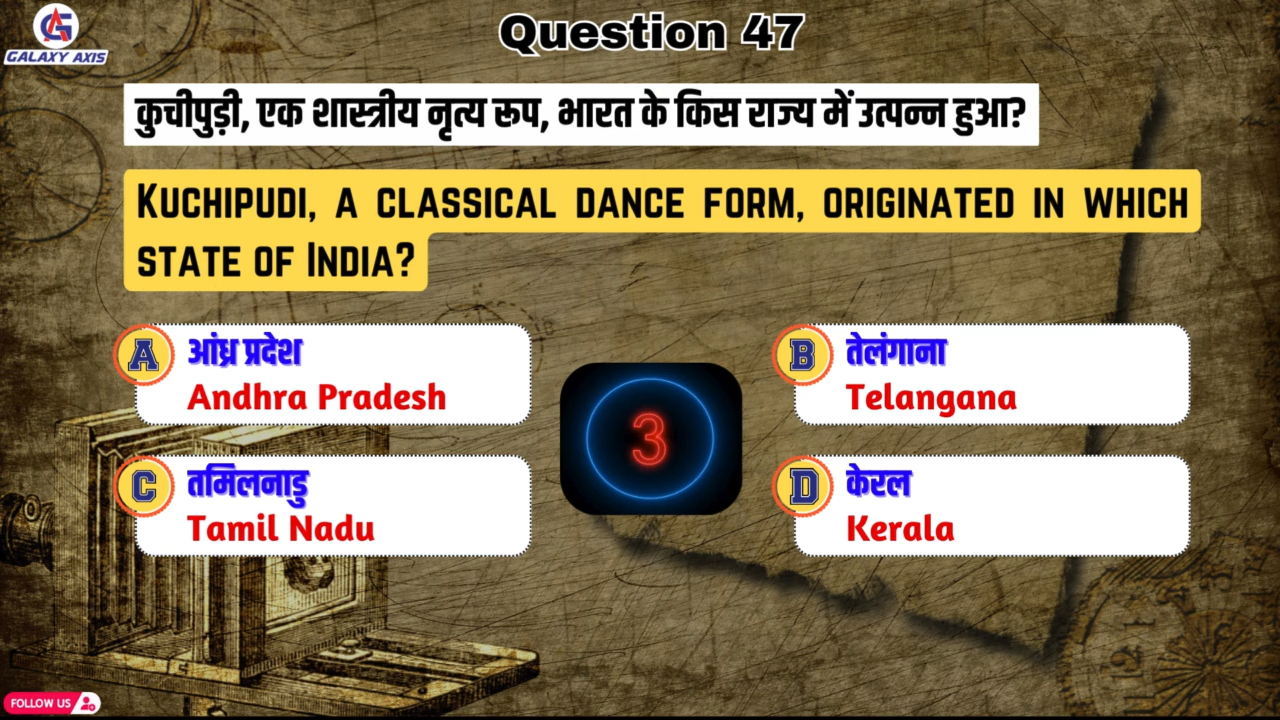 GALAXY AXIS
Question 47
कुचीपुड़ी, एक शास्त्रीय नृत्य रूप, भारत के किस राज्य में उत्पन्न हुआ?
KUCHIPUDI, A CLASSICAL DANCE FORM, ORIGINATED IN WHICH
STATE OF INDIA?
A आंध्र प्रदेश
Andhra Pradesh
B तेलंगाना
Telangana
3
C तमिलनाडु
Tamil Nadu
D केरल
Kerala
FOLLOW US